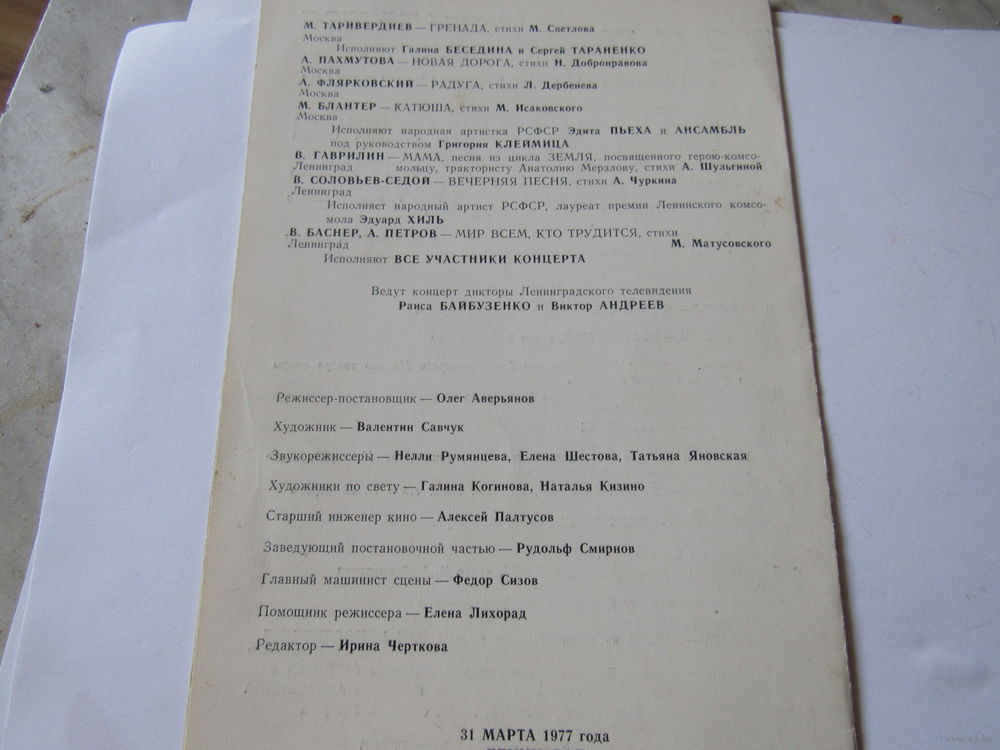 М. ТАРИВЕРДИЕВ — ГРЕНАДА, стихи М. Светлова
Москва
Исполняют Галина БЕСЕДИНА и Сергей ТАРАНЕНКО
А. ПАХМУТОВА — НОВАЯ ДОРОГА, стихи Н. Добронравова
Москва
А. ФЛЯРКОВСКИЙ — РАДУГА, стихи Л. Дербенева
Москва
М. БЛАНТЕР — КАТЮША, стихи М. Исаковского
Москва
Исполняют народная артистка РСФСР Эдита ПЬЕХА и АНСАМБЛЬ
под руководством Григория КЛЕЙМИЦА
В. ГАВРИЛИН — МАМА, песня из цикла ЗЕМЛЯ, посвященного герою-комсо-
Ленинград мольцу, трактористу Анатолию Мерзлову, стихи А. Шульгиной
В. СОЛОВЬЕВ-СЕДОЙ — ВЕЧЕРНЯЯ ПЕСНЯ, стихи А. Чуркина
Ленинград
Исполняет народный артист РСФСР, лауреат премии Ленинского комсо-
мола Эдуард ХИЛЬ
В. БАСНЕР, А. ПЕТРОВ — МИР ВСЕМ, КТО ТРУДИТСЯ, стихи
Ленинград М. Матусовского
Исполняют ВСЕ УЧАСТНИКИ КОНЦЕРТА
Ведут концерт дикторы Ленинградского телевидения
Раиса БАЙБУЗЕНКО и Виктор АНДРЕЕВ
Режиссер-постановщик — Олег Аверьянов
Художник — Валентин Савчук
Звукорежиссеры — Нелли Румянцева, Елена Шестова, Татьяна Яновская
Художники по свету — Галина Когинова, Наталья Кизино
Старший инженер кино — Алексей Палтусов
Заведующий постановочной частью — Рудольф Смирнов
Главный машинист сцены — Федор Сизов
Помощник режиссера — Елена Лихорад
Редактор — Ирина Черткова
31 МАРТА 1977 года
www.ay.by